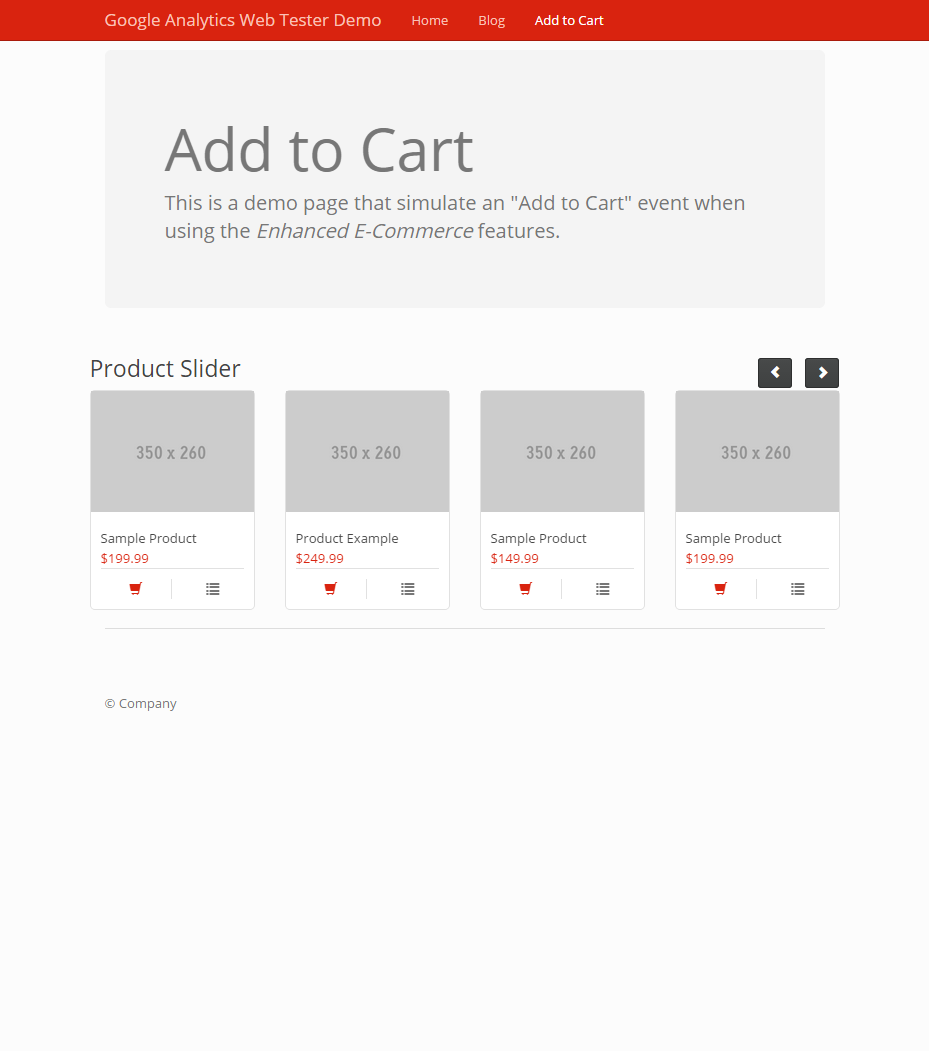 Google Analytics Web Tester Demo Home Blog Add to Cart
Add to Cart
This is a demo page that simulate an "Add to Cart" event when
using the Enhanced E-Commerce features.
Product Slider
350 x 260 350 x 260 350 x 260 350 x 260
Sample Product Product Example Sample Product Sample Product
$199.99 $249.99 $149.99 $199.99
© Company